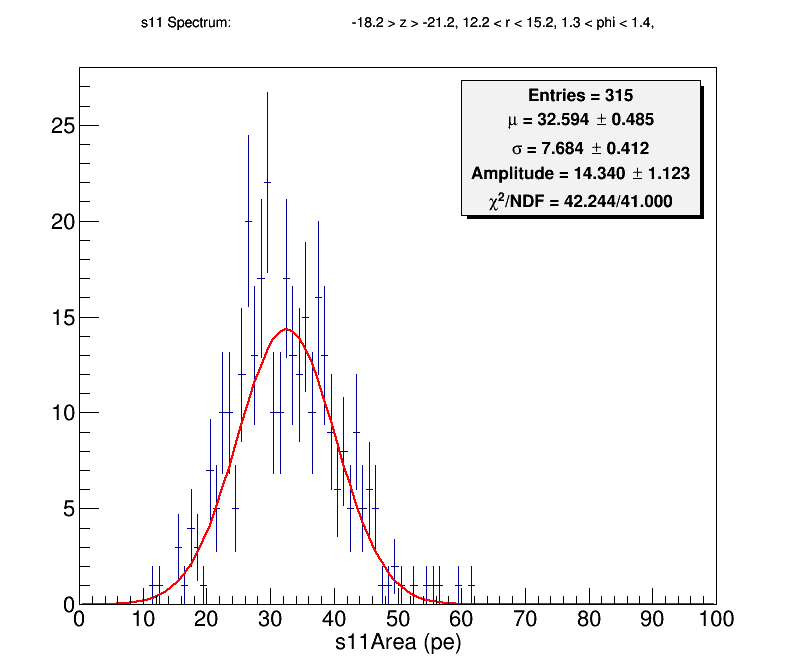 s11 Spectrum: -18.2 > z > -21.2, 12.2 < r < 15.2, 1.3 < phi < 1.4,
Entries = 315
μ = 32.594 ± 0.485
σ = 7.684 ± 0.412
Amplitude = 14.340 ± 1.123
χ²/NDF = 42.244/41.000
25
20
15
10
5
0
0 10 20 30 40 50 60 70 80 90 100
s11Area (pe)